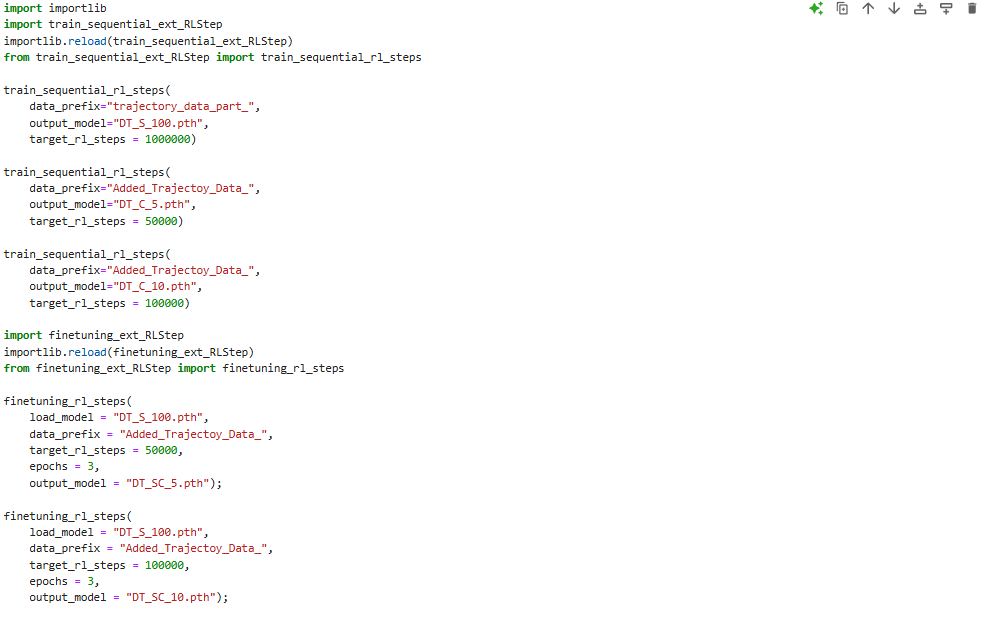 import importlib
import train_sequential_ext_RLStep
importlib.reload(train_sequential_ext_RLStep)
from train_sequential_ext_RLStep import train_sequential_rl_steps

train_sequential_rl_steps(
    data_prefix="trajectory_data_part_",
    output_model="DT_S_100.pth",
    target_rl_steps = 1000000)

train_sequential_rl_steps(
    data_prefix="Added_Trajectoy_Data_",
    output_model="DT_C_5.pth",
    target_rl_steps = 50000)

train_sequential_rl_steps(
    data_prefix="Added_Trajectoy_Data_",
    output_model="DT_C_10.pth",
    target_rl_steps = 100000)

import finetuning_ext_RLStep
importlib.reload(finetuning_ext_RLStep)
from finetuning_ext_RLStep import finetuning_rl_steps

finetuning_rl_steps(
    load_model = "DT_S_100.pth",
    data_prefix = "Added_Trajectoy_Data_",
    target_rl_steps = 50000,
    epochs = 3,
    output_model = "DT_SC_5.pth");

finetuning_rl_steps(
    load_model = "DT_S_100.pth",
    data_prefix = "Added_Trajectoy_Data_",
    target_rl_steps = 100000,
    epochs = 3,
    output_model = "DT_SC_10.pth");